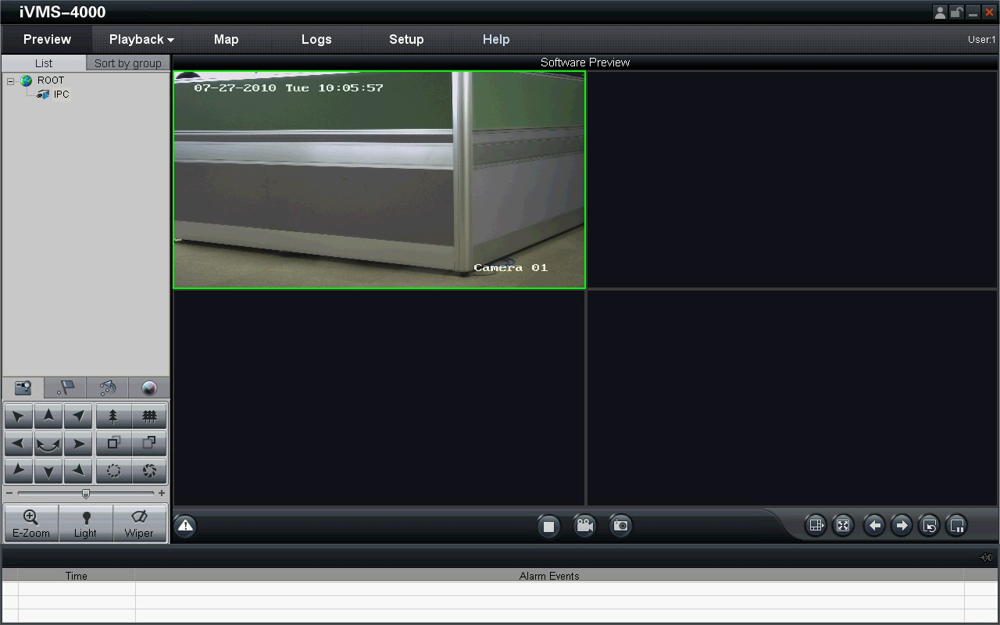 iVMS-4000
Preview Playback Map Logs Setup Help User:1
List Sort by group Software Preview
ROOT
IPC
07-27-2010 Tue 10:05:57
Camera 01
E-Zoom Light Wiper
Time Alarm Events